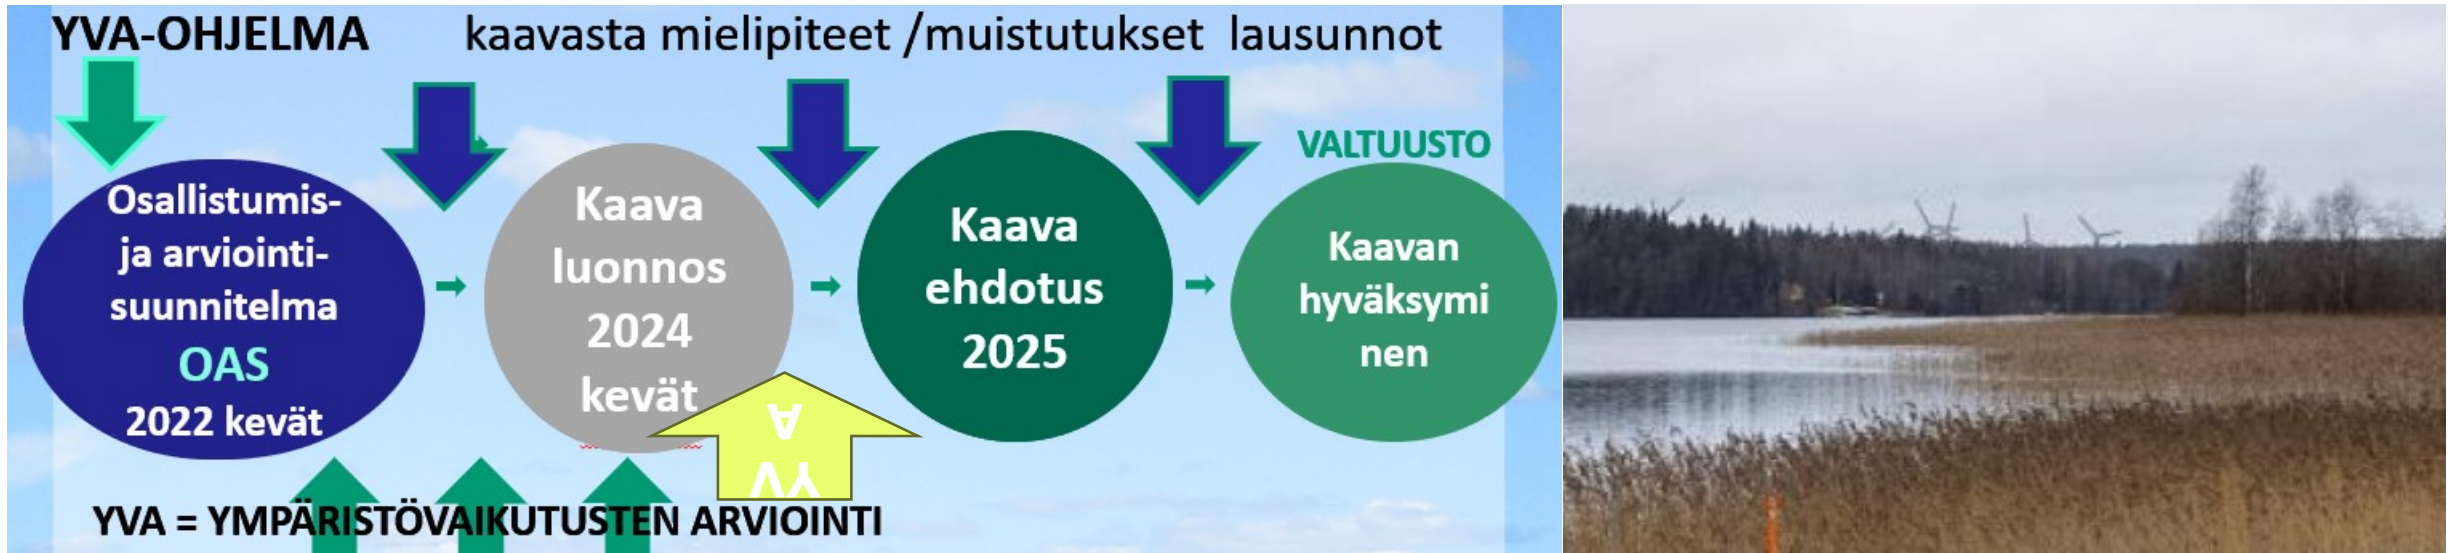 YVA-OHJELMA
kaavasta mielipiteet /muistutukset lausunnot
Osallistumis-
ja arviointi-
suunnitelma
OAS
2022 kevät
Kaava
luonnos
2024
kevät
Kaava
ehdotus
2025
VALTUUSTO
Kaavan
hyväksymi
nen
YV
A
YVA = YMPÄRISTÖVAIKUTUSTEN ARVIOINTI